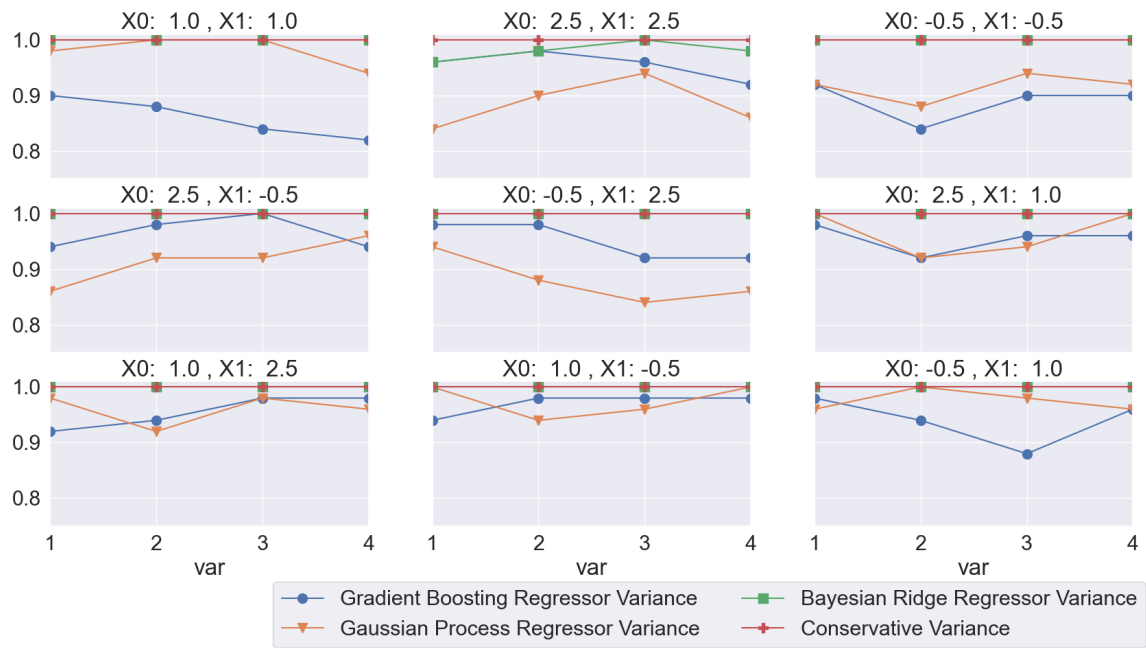 X0:  1.0 , X1:  1.0
X0:  2.5 , X1:  2.5
X0: -0.5 , X1: -0.5
1.0
0.9
0.8
X0:  2.5 , X1: -0.5
X0: -0.5 , X1:  2.5
X0:  2.5 , X1:  1.0
1.0
0.9
0.8
X0:  1.0 , X1:  2.5
X0:  1.0 , X1: -0.5
X0: -0.5 , X1:  1.0
1.0
0.9
0.8
1 2 3 4
1 2 3 4
1 2 3 4
var
var
var
Gradient Boosting Regressor Variance
Gaussian Process Regressor Variance
Bayesian Ridge Regressor Variance
Conservative Variance